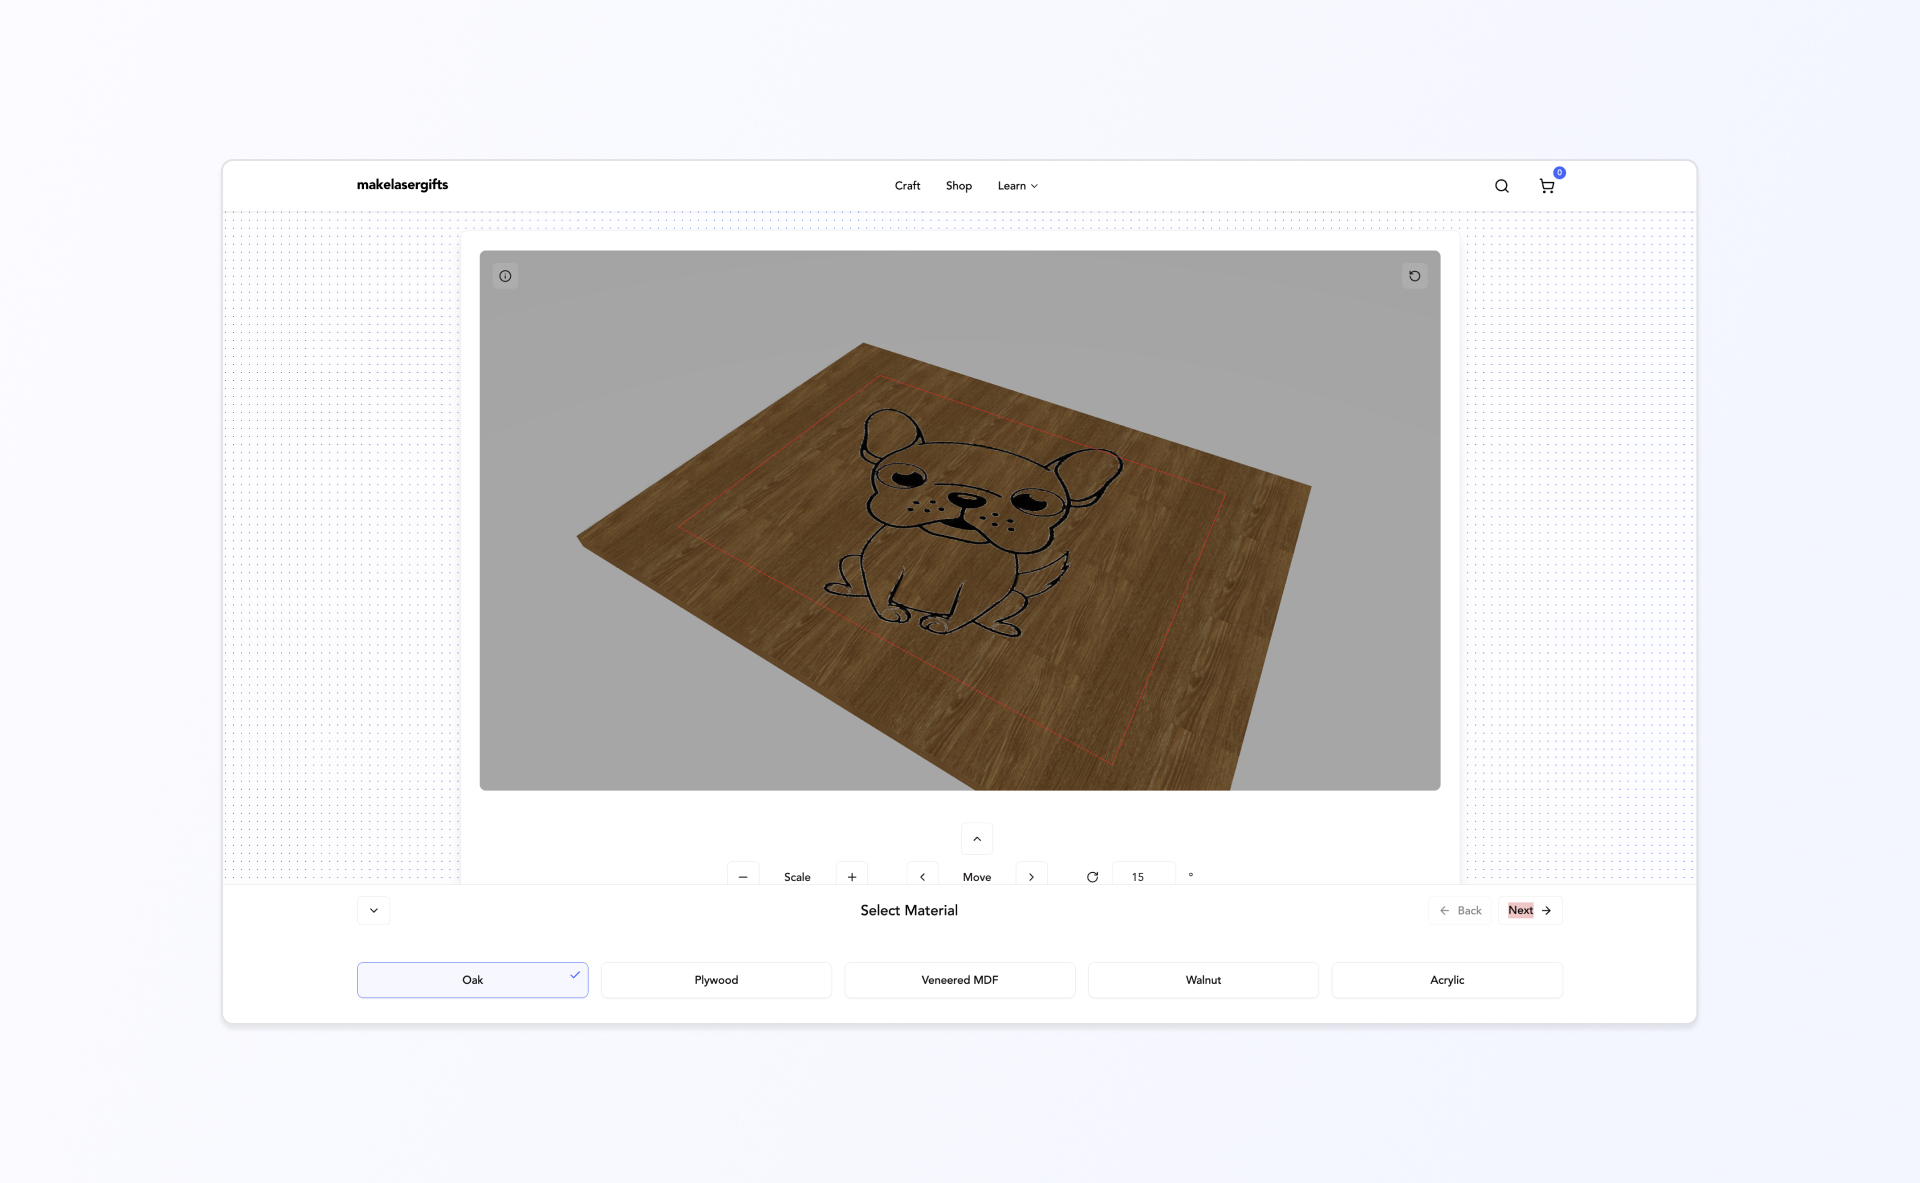 makelasergifts
Craft Shop Learn
0
Scale Move 15 °
Select Material
Back Next
Oak Plywood Veneered MDF Walnut Acrylic